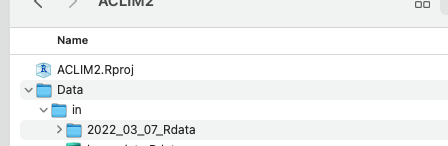 ACLIM2
Name
ACLIM2.Rproj
Data
in
2022_03_07_Rdata